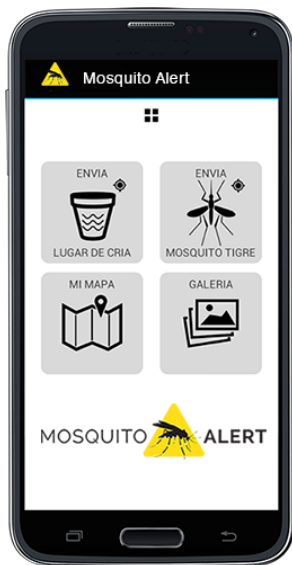 Mosquito Alert
ENVIA
LUGAR DE CRIA
ENVIA
MOSQUITO TIGRE
MI MAPA
GALERIA
MOSQUITO ALERT